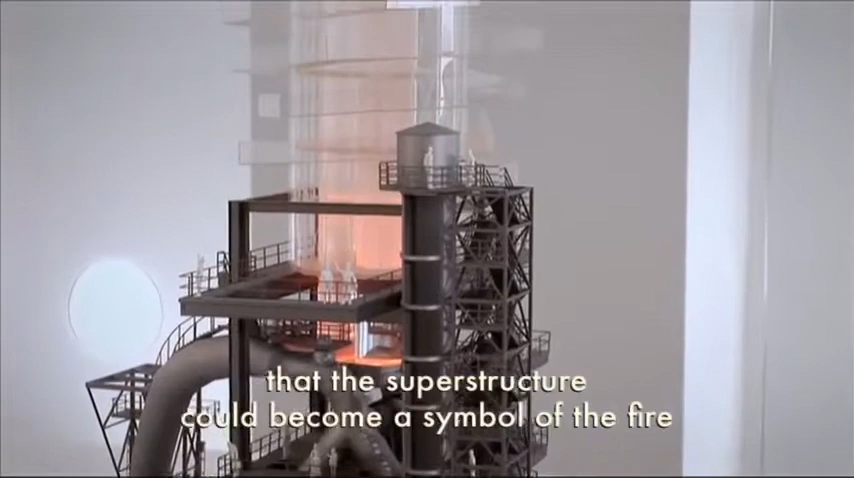 that the superstructure
could become a symbol of the fire